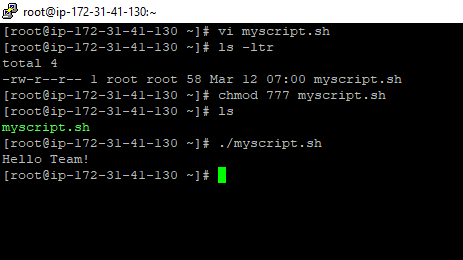 root@ip-172-31-41-130:~
[root@ip-172-31-41-130 ~]# vi myscript.sh
[root@ip-172-31-41-130 ~]# ls -ltr
total 4
-rw-r--r-- 1 root root 58 Mar 12 07:00 myscript.sh
[root@ip-172-31-41-130 ~]# chmod 777 myscript.sh
[root@ip-172-31-41-130 ~]# ls
myscript.sh
[root@ip-172-31-41-130 ~]# ./myscript.sh
Hello Team!
[root@ip-172-31-41-130 ~]#